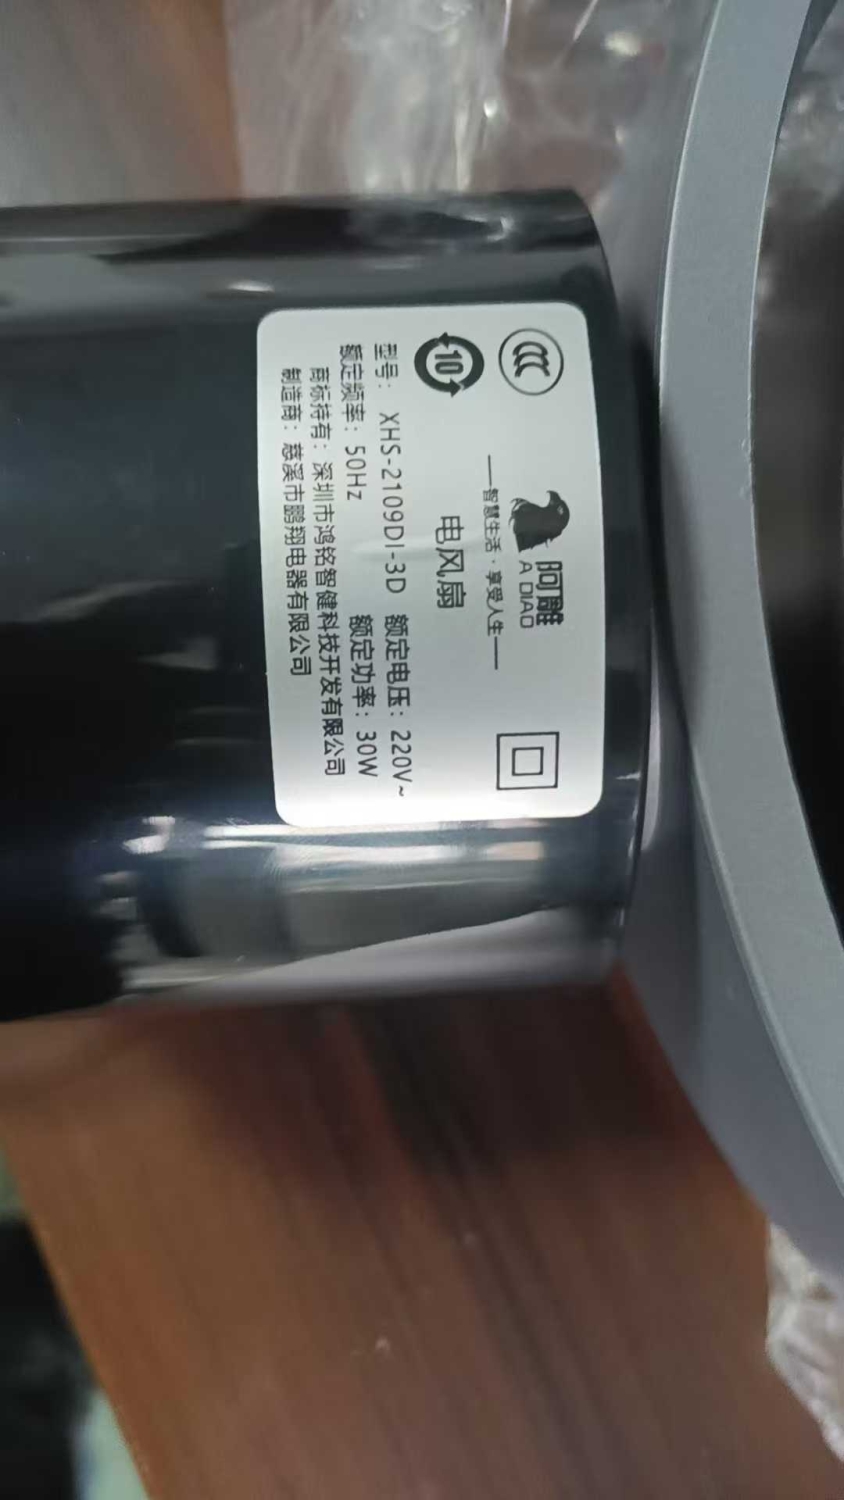 阿雕
A DIAO
智慧生活·享受人生
10
电风扇
型号：XHS-2109DI-3D 额定电压：220V~
额定频率：50Hz 额定功率：30W
商标持有：深圳市鸿铭智健科技开发有限公司
制造商：慈溪市鹏翔电器有限公司